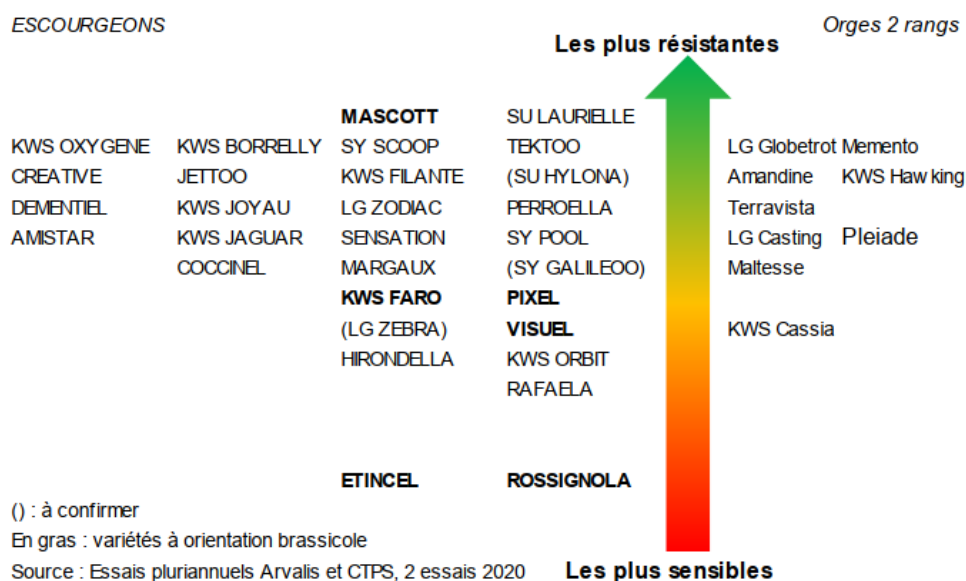 ESCOURGEONS Orges 2 rangs
Les plus résistantes
MASCOTT SU LAURIELLE
KWS OXYGENE KWS BORRELLY SY SCOOP TEKTOO LG Globetrot Memento
CREATIVE JETTOO KWS FILANTE (SU HYLONA) Amandine KWS Hawking
DEMENTIEL KWS JOYAU LG ZODIAC PERROELLA Terravista
AMISTAR KWS JAGUAR SENSATION SY POOL LG Casting Pleiade
COCCINEL MARGAUX (SY GALILEOO) Maltesse
KWS FARO PIXEL
(LG ZEBRA) VISUEL KWS Cassia
HIRONDELLA KWS ORBIT
RAFAELA
ETINCEL ROSSIGNOLA
() : à confirmer
En gras : variétés à orientation brassicole
Source : Essais pluriannuels Arvalis et CTPS, 2 essais 2020 Les plus sensibles